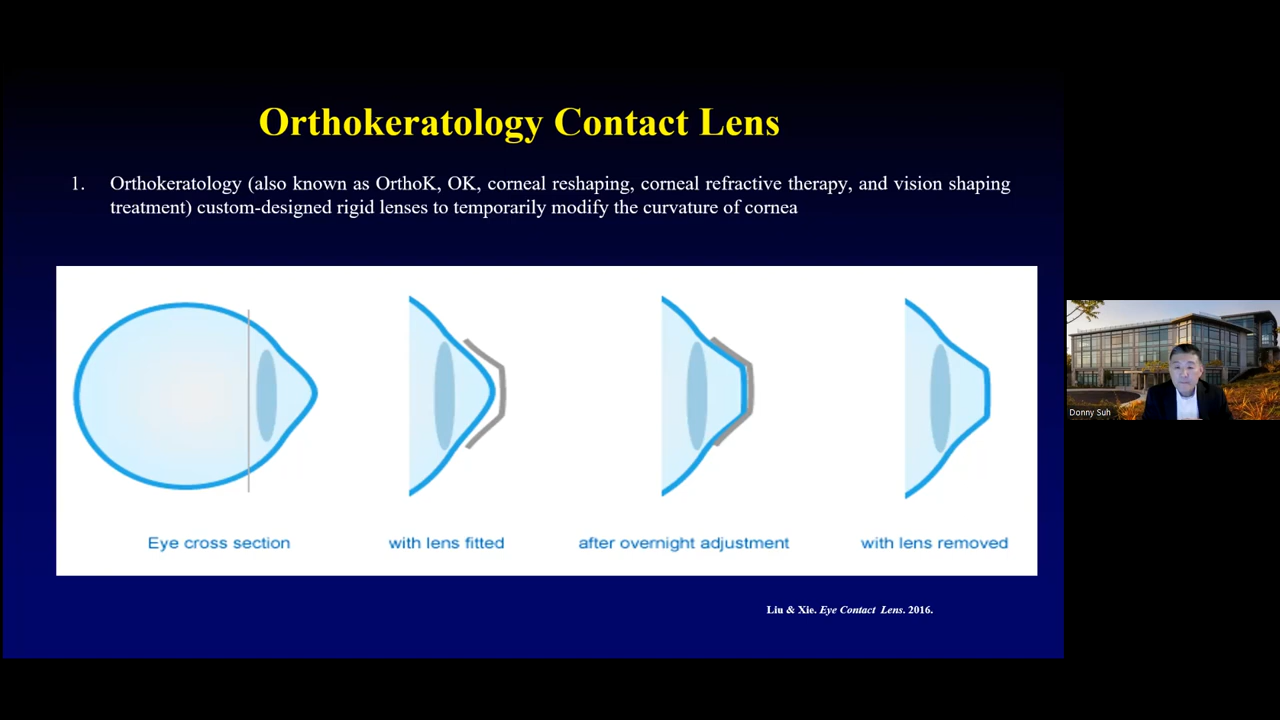 Orthokeratology Contact Lens
1. Orthokeratology (also known as OrthoK, OK, corneal reshaping, corneal refractive therapy, and vision shaping
treatment) custom-designed rigid lenses to temporarily modify the curvature of cornea
Eye cross section
with lens fitted
after overnight adjustment
with lens removed
Liu & Xie. Eye Contact Lens. 2016.
Donny Suh